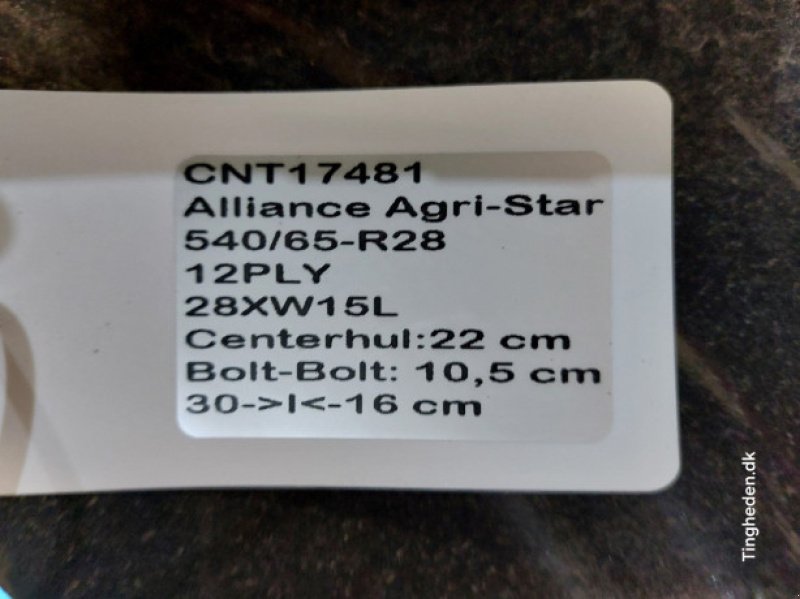 CNT17481
Alliance Agri-Star
540/65-R28
12PLY
28XW15L
Centerhul:22 cm
Bolt-Bolt: 10,5 cm
30->I<-16 cm
Tingheden.dk